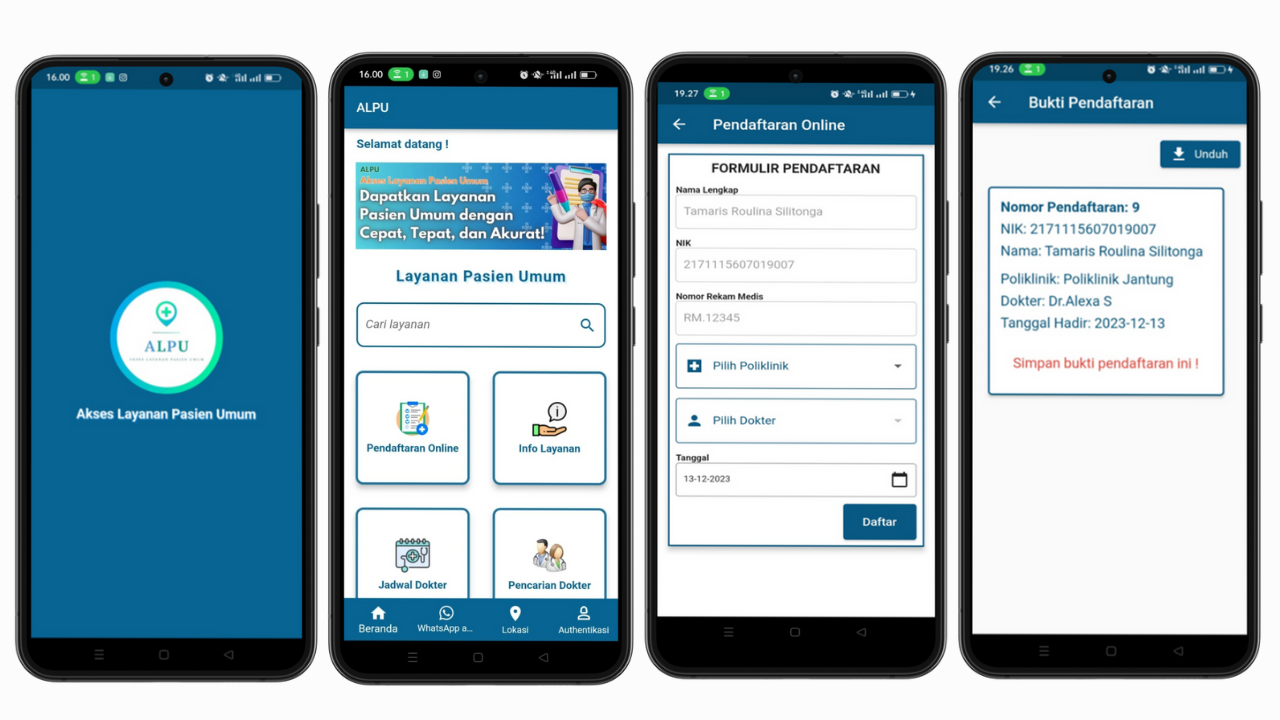 16.00
1
ALPU
AKSES LAYANAN PASIEN UMUM
Akses Layanan Pasien Umum
16.00
1
ALPU
Selamat datang !
ALPU
Akses Layanan Pasien Umum
Dapatkan Layanan
Pasien Umum dengan
Cepat, Tepat, dan Akurat!
Layanan Pasien Umum
Cari layanan
Pendaftaran Online
Info Layanan
Jadwal Dokter
Pencarian Dokter
Beranda
WhatsApp a...
Lokasi
Authentikasi
19.27
1
Pendaftaran Online
FORMULIR PENDAFTARAN
Nama Lengkap
Tamaris Roulina Silitonga
NIK
2171115607019007
Nomor Rekam Medis
RM.12345
Pilih Poliklinik
Pilih Dokter
Tanggal
13-12-2023
Daftar
19.26
1
Bukti Pendaftaran
Unduh
Nomor Pendaftaran: 9
NIK: 2171115607019007
Nama: Tamaris Roulina Silitonga
Poliklinik: Poliklinik Jantung
Dokter: Dr.Alexa S
Tanggal Hadir: 2023-12-13
Simpan bukti pendaftaran ini !